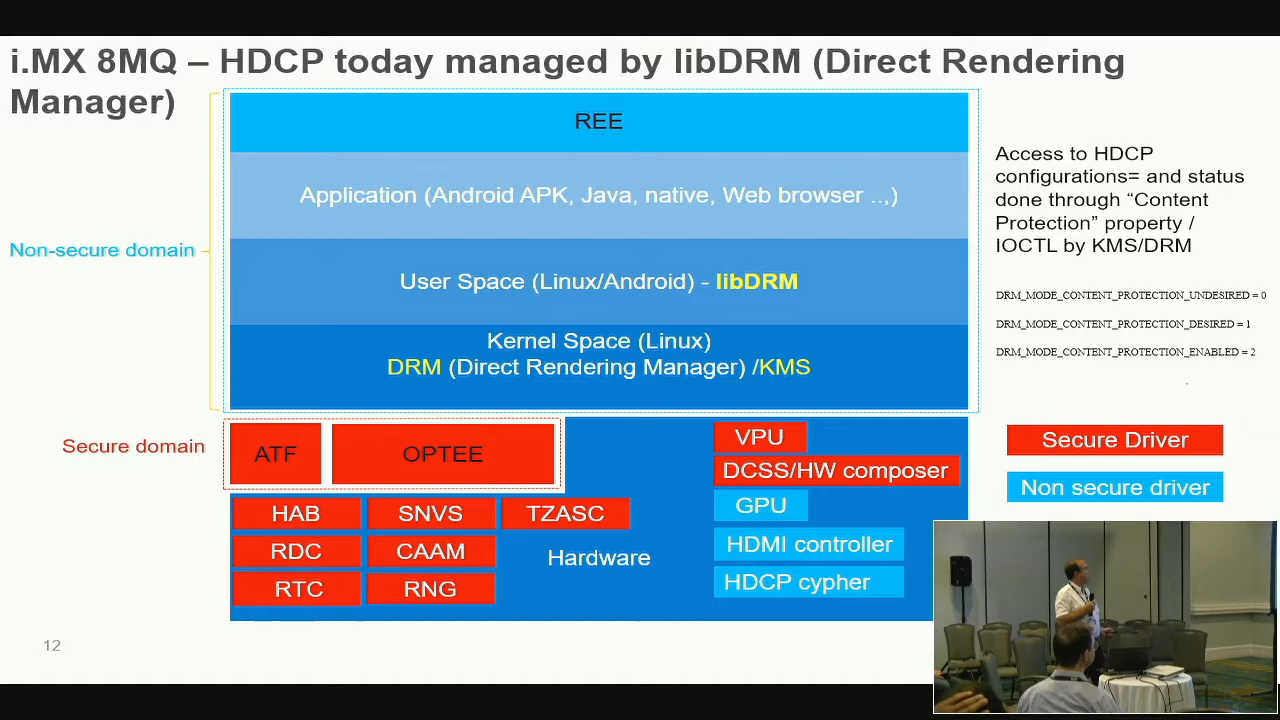 i.MX 8MQ – HDCP today managed by libDRM (Direct Rendering
Manager)
REE
Application (Android APK, Java, native, Web browser ..,)
User Space (Linux/Android) - libDRM
Kernel Space (Linux)
DRM (Direct Rendering Manager) /KMS
Non-secure domain
Access to HDCP
configurations= and status
done through “Content
Protection” property /
IOCTL by KMS/DRM
DRM_MODE_CONTENT_PROTECTION_UNDESIRED = 0
DRM_MODE_CONTENT_PROTECTION_DESIRED = 1
DRM_MODE_CONTENT_PROTECTION_ENABLED = 2
Secure domain
ATF
OPTEE
HAB
SNVS
TZASC
RDC
CAAM
RTC
RNG
Hardware
VPU
DCSS/HW composer
GPU
HDMI controller
HDCP cypher
Secure Driver
Non secure driver
12